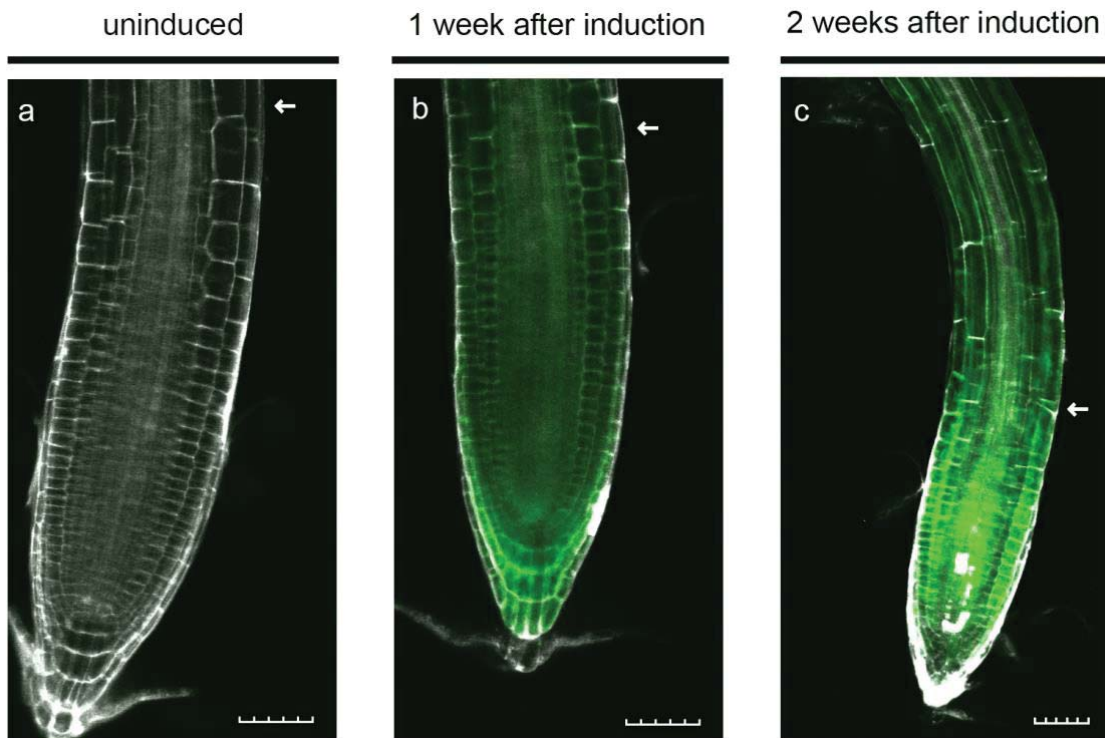 uninduced
1 week after induction
2 weeks after induction
a
b
c